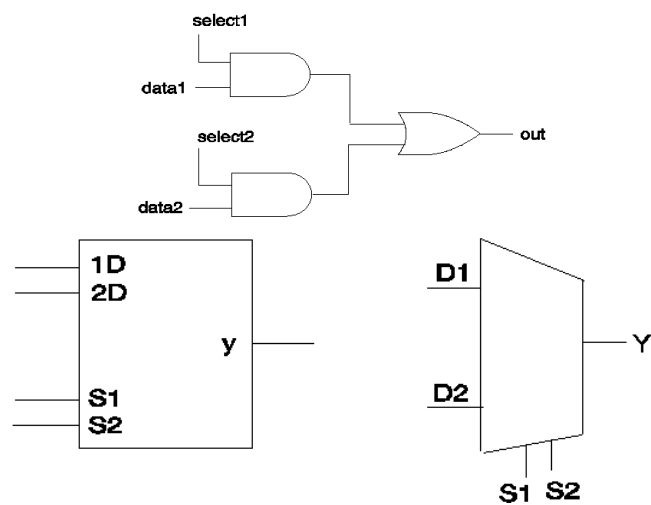 select1
data1
select2
out
data2
1D
2D
y
S1
S2
D1
Y
D2
S1 S2